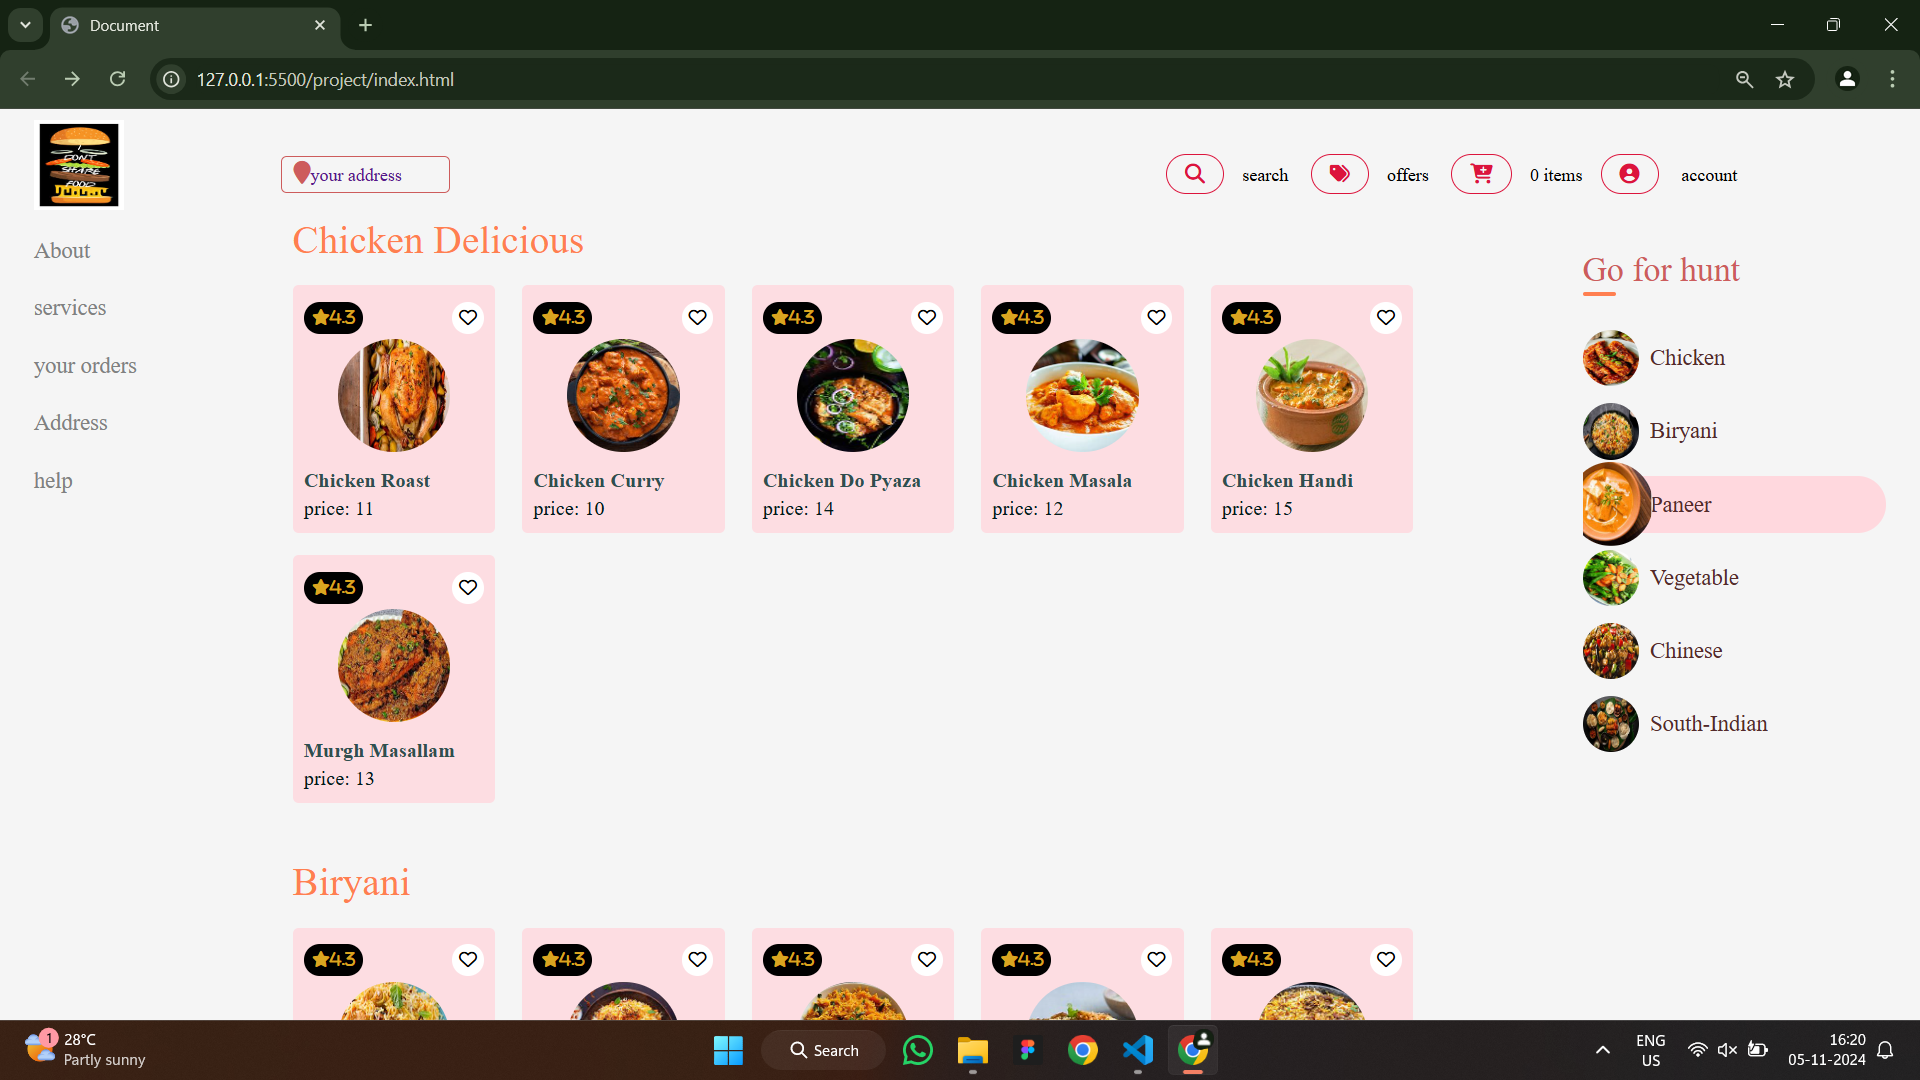 Document
127.0.0.1:5500/project/index.html
I
DON'T
SHARE
FOOD
your address
search
offers
0 items
account
About
services
your orders
Address
help
Chicken Delicious
4.3
4.3
4.3
4.3
4.3
Chicken Roast
price: 11
Chicken Curry
price: 10
Chicken Do Pyaza
price: 14
Chicken Masala
price: 12
Chicken Handi
price: 15
4.3
Murgh Masallam
price: 13
Biryani
4.3
4.3
4.3
4.3
4.3
Go for hunt
Chicken
Biryani
Paneer
Vegetable
Chinese
South-Indian
1
28°C
Partly sunny
Search
ENG
US
16:20
05-11-2024